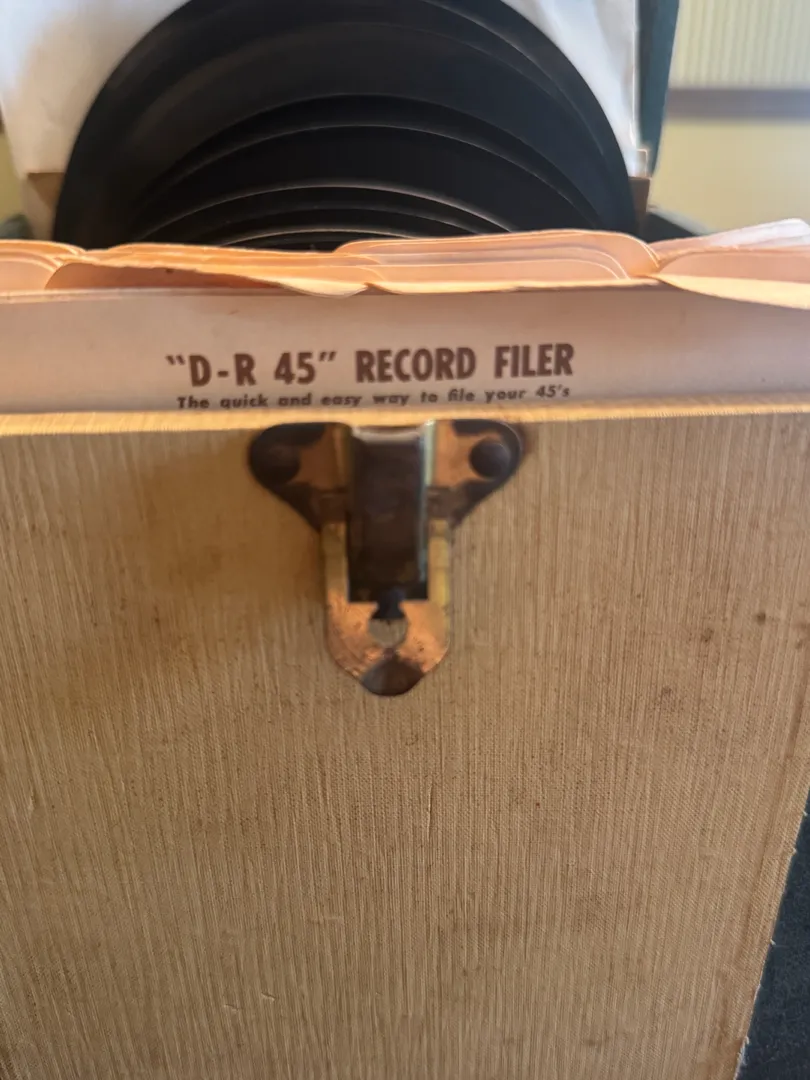 "D-R 45" RECORD FILER
The quick and easy way to file your 45's